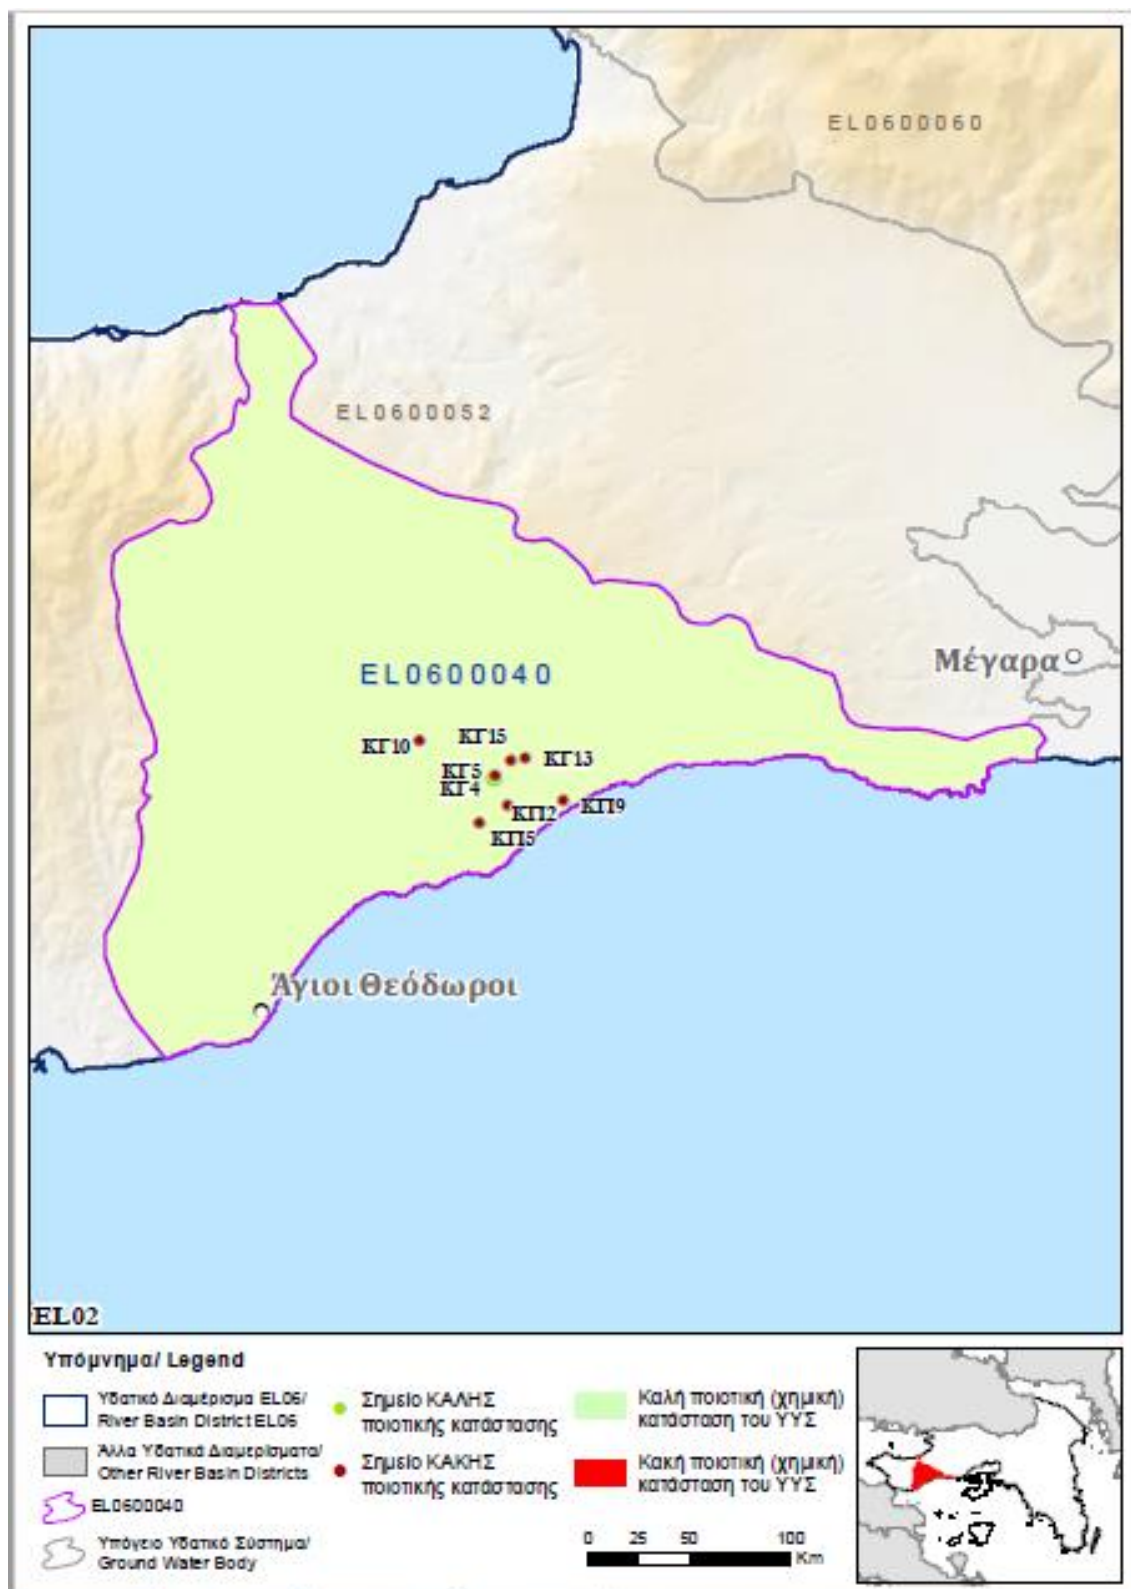 EL0600060
EL0600052
Μέγαρα
EL0600040
ΚΓ10
ΚΓ15
ΚΓ13
ΚΓ5
ΚΓ4
ΚΓ12
ΚΓ19
ΚΓ15
Άγιοι Θεόδωροι
EL02
Υπόμνημα/ Legend
Υδατικό Διαμέρισμα EL06/
River Basin District EL06
Άλλα Υδατικά Διαμερίσματα/
Other River Basin Districts
EL0600040
Υπόγειο Υδατικό Σύστημα/
Ground Water Body
Σημείο ΚΑΛΗΣ
ποιοτικής κατάστασης
Σημείο ΚΑΚΗΣ
ποιοτικής κατάστασης
Καλή ποιοτική (χημική)
κατάσταση του ΥΥΣ
Κακή ποιοτική (χημική)
κατάσταση του ΥΥΣ
0 25 50 100
Km